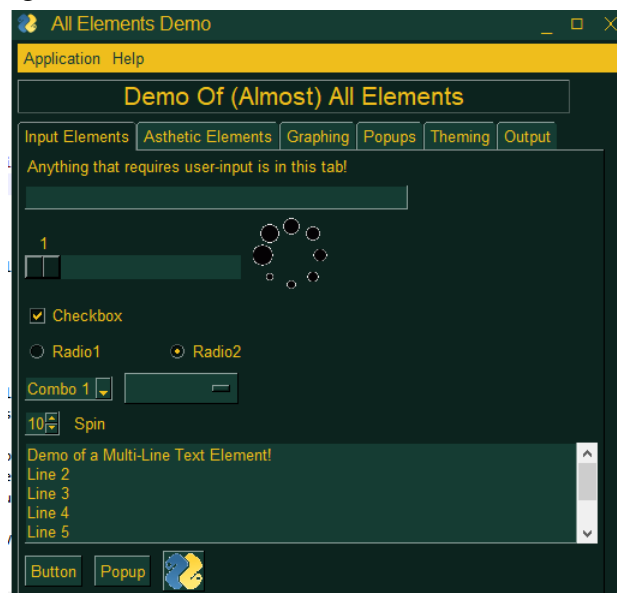 All Elements Demo
Application Help
Demo Of (Almost) All Elements
Input Elements Asthetic Elements Graphing Popups Theming Output
Anything that requires user-input is in this tab!
1
Checkbox
Radio1 Radio2
Combo 1
10 Spin
Demo of a Multi-Line Text Element!
Line 2
Line 3
Line 4
Line 5
Button Popup